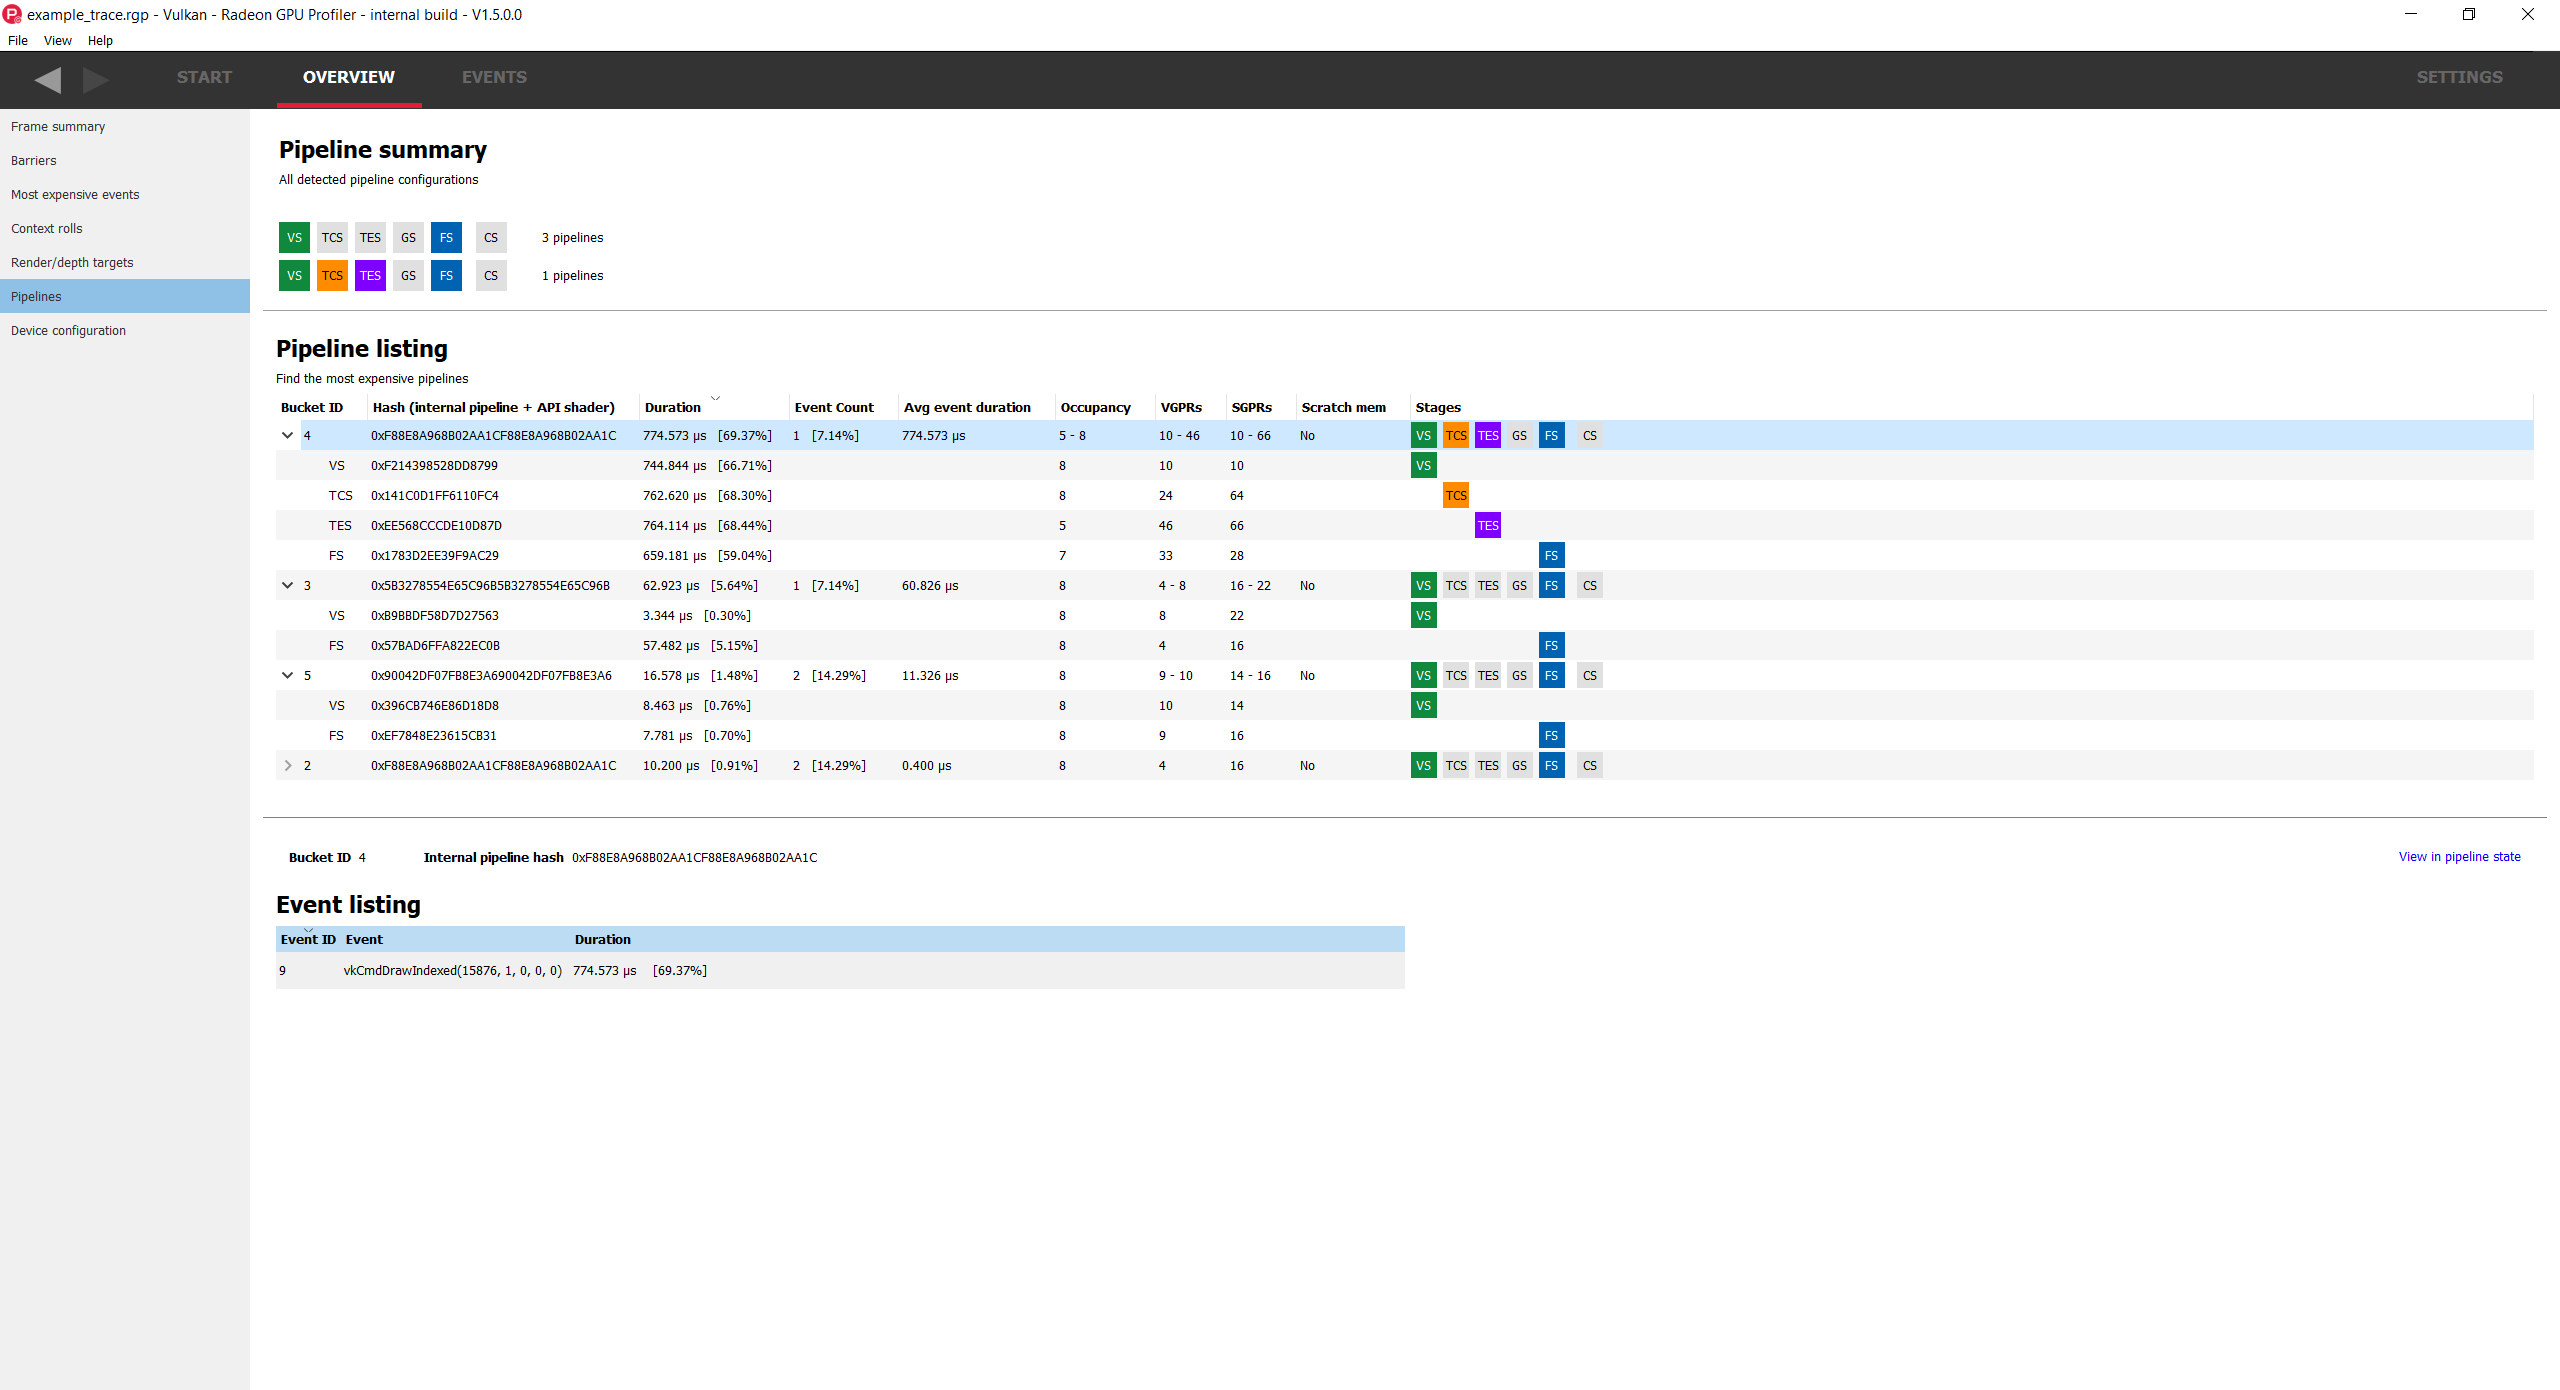 example_trace.rgp - Vulkan - Radeon GPU Profiler - internal build - V1.5.0.0
File View Help
START OVERVIEW EVENTS SETTINGS
Frame summary
Barriers
Most expensive events
Context rolls
Render/depth targets
Pipelines
Device configuration
Pipeline summary
All detected pipeline configurations
VS TCS TES GS FS CS 3 pipelines
VS TCS TES GS FS CS 1 pipelines
Pipeline listing
Find the most expensive pipelines
Bucket ID Hash (internal pipeline + API shader) Duration Event Count Avg event duration Occupancy VGPRs SGPRs Scratch mem Stages
4 0xF88E8A968B02AA1CF88E8A968B02AA1C 774.573 µs [69.37%] 1 [7.14%] 774.573 µs 5 - 8 10 - 46 10 - 66 No VS TCS TES GS FS CS
VS 0xF214398528DD8799 744.844 µs [66.71%] 8 10 10 VS
TCS 0x141C0D1FF6110FC4 762.620 µs [68.30%] 8 24 64 TCS
TES 0xEE568CCCDE10D87D 764.114 µs [68.44%] 5 46 66 TES
FS 0x1783D2EE39F9AC29 659.181 µs [59.04%] 7 33 28 FS
3 0x5B3278554E65C96B5B3278554E65C96B 62.923 µs [5.64%] 1 [7.14%] 60.826 µs 8 4 - 8 16 - 22 No VS TCS TES GS FS CS
VS 0xB9BBDF58D7D27563 3.344 µs [0.30%] 8 8 22 VS
FS 0x57BAD6FFA822EC0B 57.482 µs [5.15%] 8 4 16 FS
5 0x90042DF07FB8E3A690042DF07FB8E3A6 16.578 µs [1.48%] 2 [14.29%] 11.326 µs 8 9 - 10 14 - 16 No VS TCS TES GS FS CS
VS 0x396CB746E86D18D8 8.463 µs [0.76%] 8 10 14 VS
FS 0xEF7848E23615CB31 7.781 µs [0.70%] 8 9 16 FS
2 0xF88E8A968B02AA1CF88E8A968B02AA1C 10.200 µs [0.91%] 2 [14.29%] 0.400 µs 8 4 16 No VS TCS TES GS FS CS
Bucket ID 4 Internal pipeline hash 0xF88E8A968B02AA1CF88E8A968B02AA1C View in pipeline state
Event listing
Event ID Event Duration
9 vkCmdDrawIndexed(15876, 1, 0, 0, 0) 774.573 µs [69.37%]